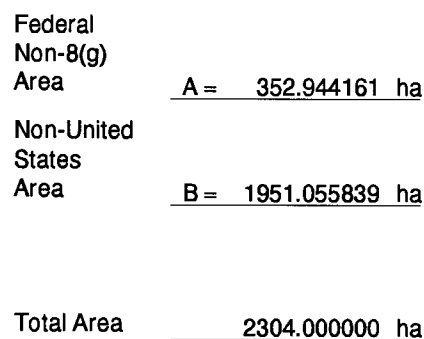 Federal
Non-8(g)
Area A = 352.944161 ha
Non-United
States
Area B = 1951.055839 ha
Total Area 2304.000000 ha